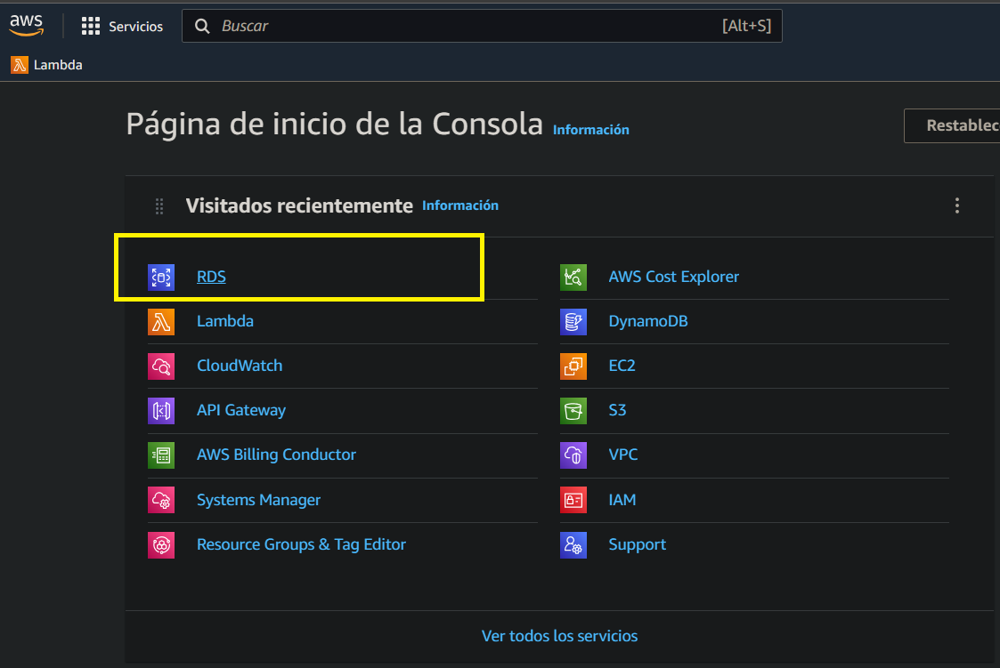 aws
Servicios
Buscar
[Alt+S]
Lambda
Página de inicio de la Consola Información
Visitados recientemente Información
RDS
Lambda
CloudWatch
API Gateway
AWS Billing Conductor
Systems Manager
Resource Groups & Tag Editor
AWS Cost Explorer
DynamoDB
EC2
S3
VPC
IAM
Support
Ver todos los servicios